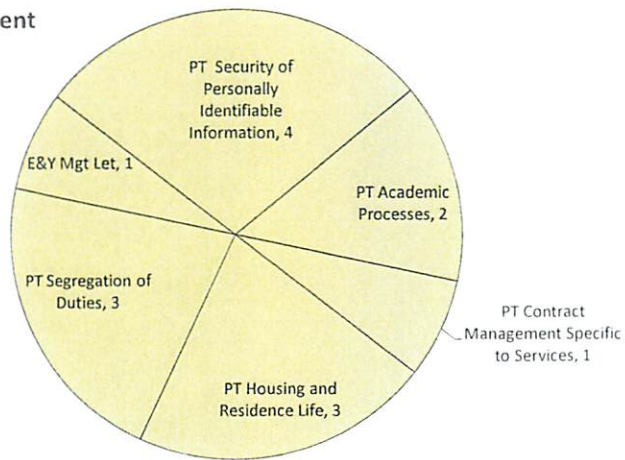 ent
PT Security of
Personally
Identifiable
Information, 4
E&Y Mgt Let, 1
PT Academic
Processes, 2
PT Segregation of
Duties, 3
PT Contract
Management Specific
to Services, 1
PT Housing and
Residence Life, 3